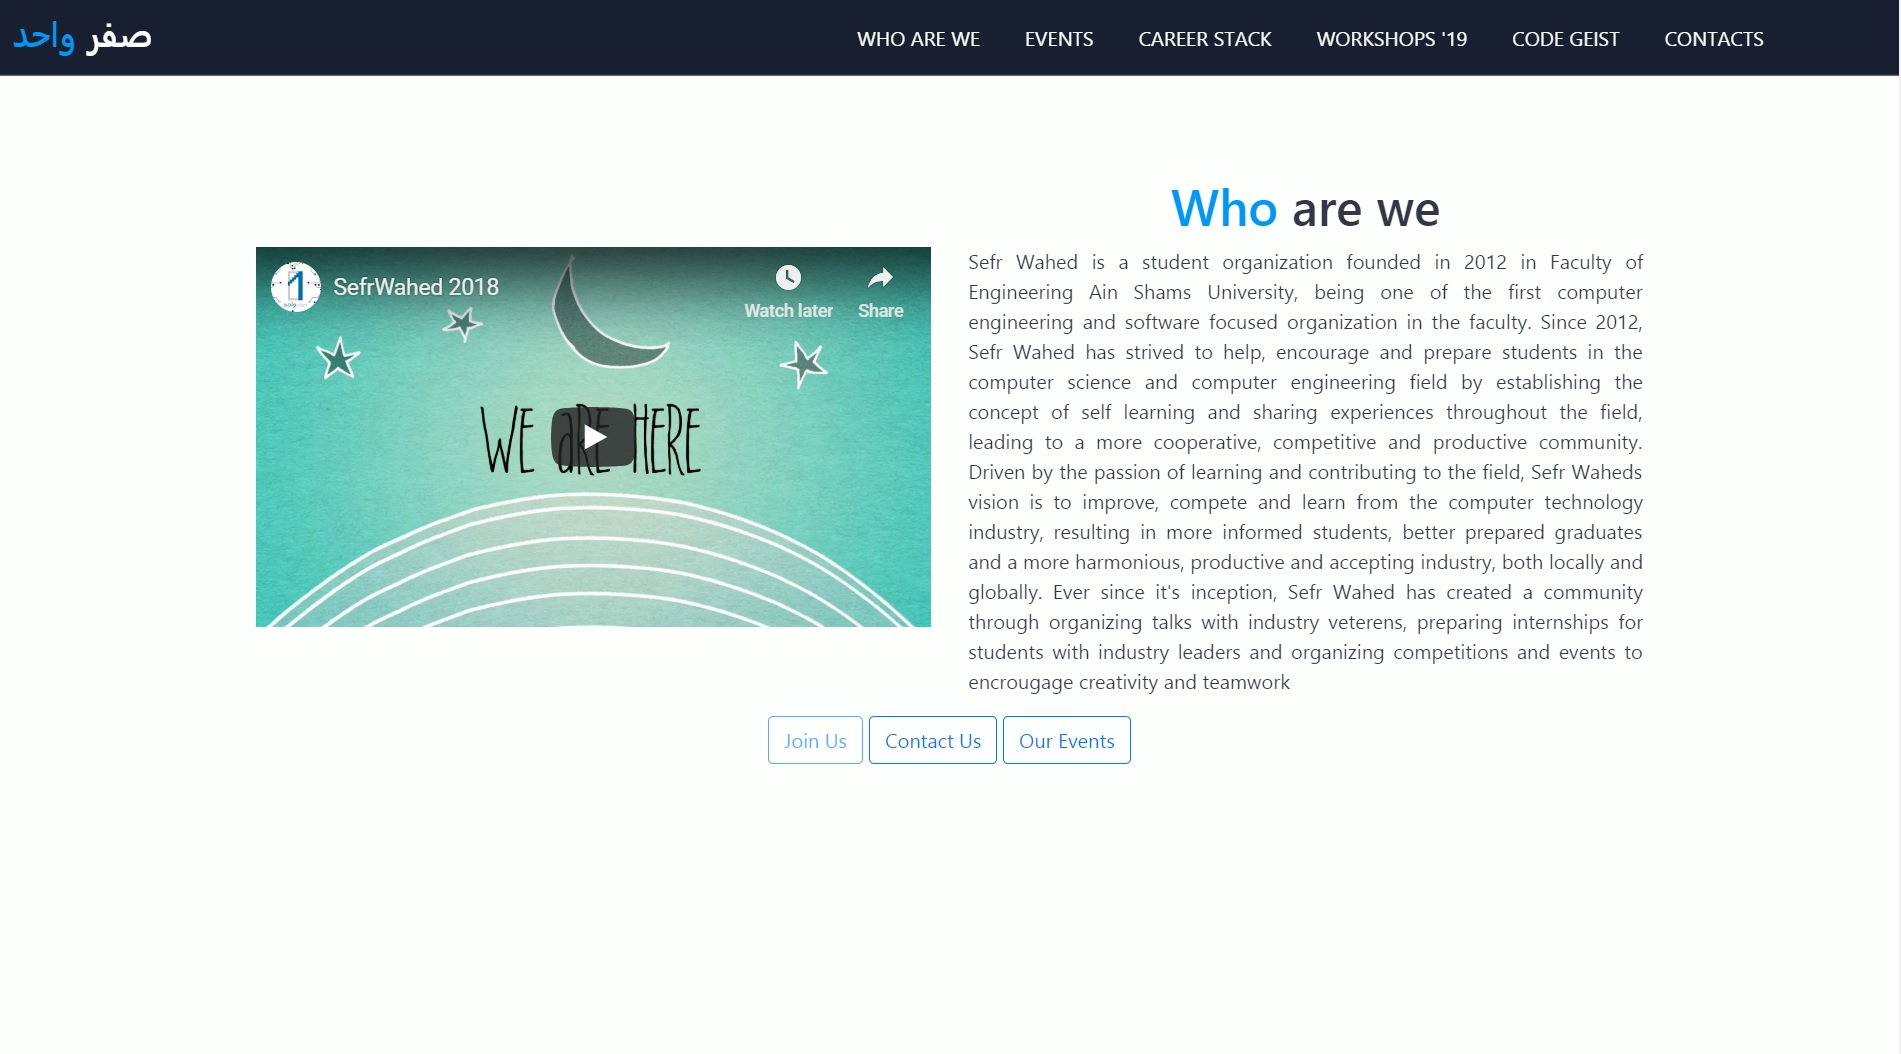 صفر واحد
WHO ARE WE EVENTS CAREER STACK WORKSHOPS '19 CODE GEIST CONTACTS
SefrWahed 2018
Watch later Share
WE aRE HERE
Who are we
Sefr Wahed is a student organization founded in 2012 in Faculty of
Engineering Ain Shams University, being one of the first computer
engineering and software focused organization in the faculty. Since 2012,
Sefr Wahed has strived to help, encourage and prepare students in the
computer science and computer engineering field by establishing the
concept of self learning and sharing experiences throughout the field,
leading to a more cooperative, competitive and productive community.
Driven by the passion of learning and contributing to the field, Sefr Waheds
vision is to improve, compete and learn from the computer technology
industry, resulting in more informed students, better prepared graduates
and a more harmonious, productive and accepting industry, both locally and
globally. Ever since it's inception, Sefr Wahed has created a community
through organizing talks with industry veterens, preparing internships for
students with industry leaders and organizing competitions and events to
encrougage creativity and teamwork
Join Us Contact Us Our Events